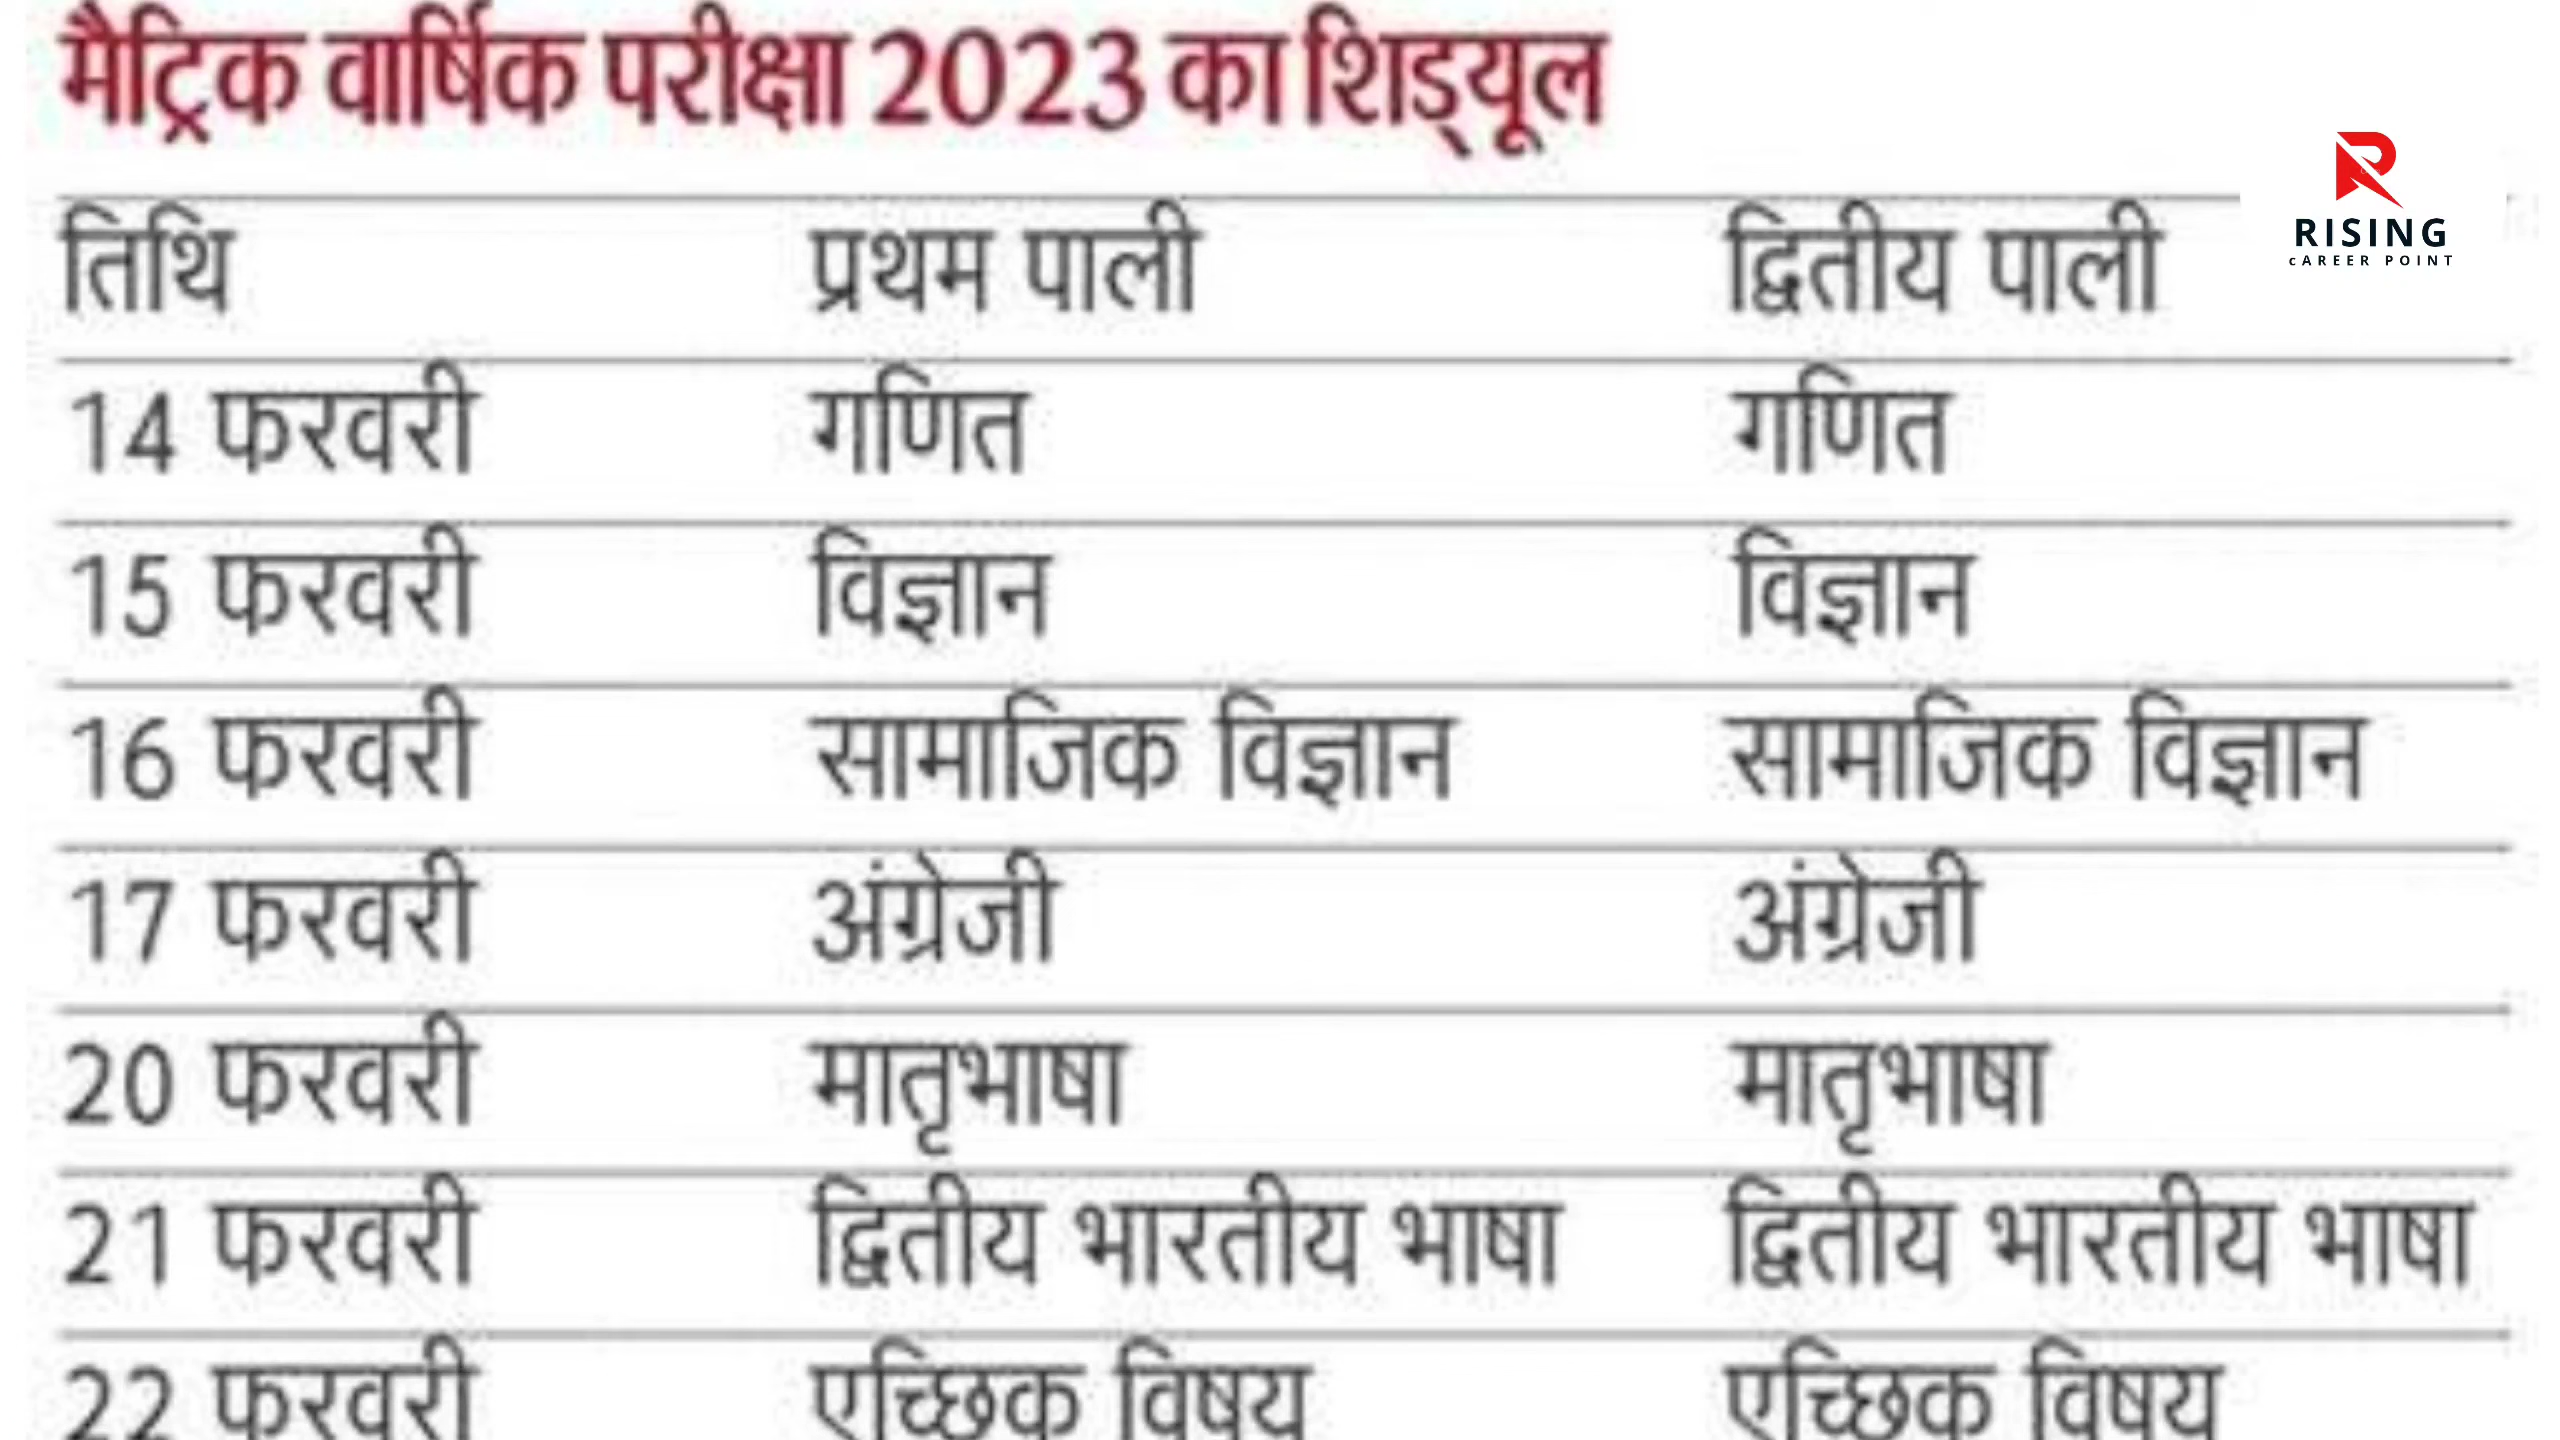 मैट्रिक वार्षिक परीक्षा 2023 का शिड्यूल
RISING
cAREER POINT
तिथि प्रथम पाली द्वितीय पाली
14 फरवरी गणित गणित
15 फरवरी विज्ञान विज्ञान
16 फरवरी सामाजिक विज्ञान सामाजिक विज्ञान
17 फरवरी अंग्रेजी अंग्रेजी
20 फरवरी मातृभाषा मातृभाषा
21 फरवरी द्वितीय भारतीय भाषा द्वितीय भारतीय भाषा
22 फरवरी एच्छिक विषय एच्छिक विषय